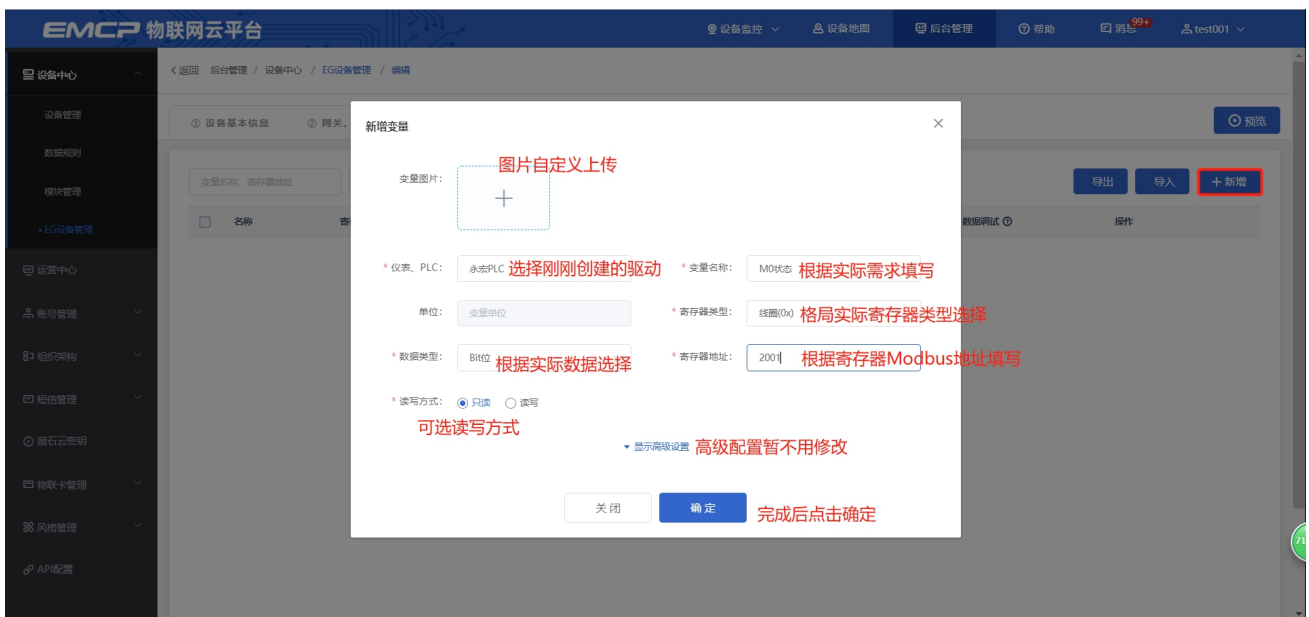 EMCP 物联网云平台
设备监控 设备地图 后台管理 帮助 消息 99+ test001
设备中心
返回 后台管理 / 设备中心 / EG设备管理 / 编辑
设备管理
数据规则
模块管理
• EG设备管理
运营中心
账号管理
组织架构
短信管理
萤石云密钥
物联卡管理
风格管理
API配置
① 设备基本信息 ② 网关、
预览
变量名称、寄存器地址
导出 导入 + 新增
名称 寄 数据调试 操作
新增变量
变量图片: 图片自定义上传
* 仪表、PLC: 永宏PLC 选择刚刚创建的驱动 * 变量名称: M0状态 根据实际需求填写
单位: 变量单位 * 寄存器类型: 线圈(0x) 格局实际寄存器类型选择
* 数据类型: Bit位 根据实际数据选择 * 寄存器地址: 2001 根据寄存器Modbus地址填写
* 读写方式: 只读 读写
可选读写方式
显示高级设置 高级配置暂不用修改
关闭 确定 完成后点击确定
71